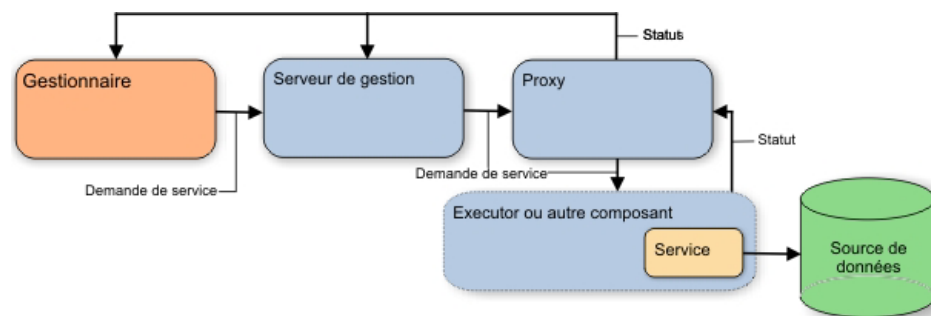 Statut
Gestionnaire
Serveur de gestion
Proxy
Statut
Demande de service
Demande de service
Executor ou autre composant
Service
Source de
données